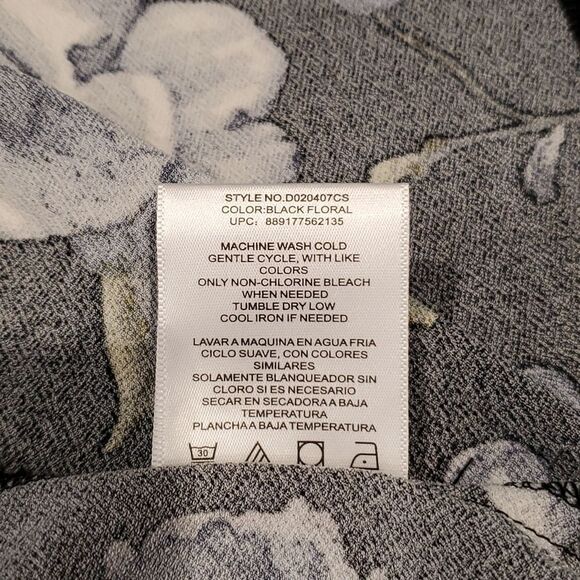 STYLE NO.D020407CS
COLOR:BLACK FLORAL
UPC: 889177562135
MACHINE WASH COLD
GENTLE CYCLE, WITH LIKE
COLORS
ONLY NON-CHLORINE BLEACH
WHEN NEEDED
TUMBLE DRY LOW
COOL IRON IF NEEDED
LAVAR A MAQUINA EN AGUA FRIA
CICLO SUAVE, CON COLORES
SIMILARES
SOLAMENTE BLANQUEADOR SIN
CLORO SI ES NECESARIO
SECAR EN SECADORA A BAJA
TEMPERATURA
PLANCHA A BAJA TEMPERATURA
30